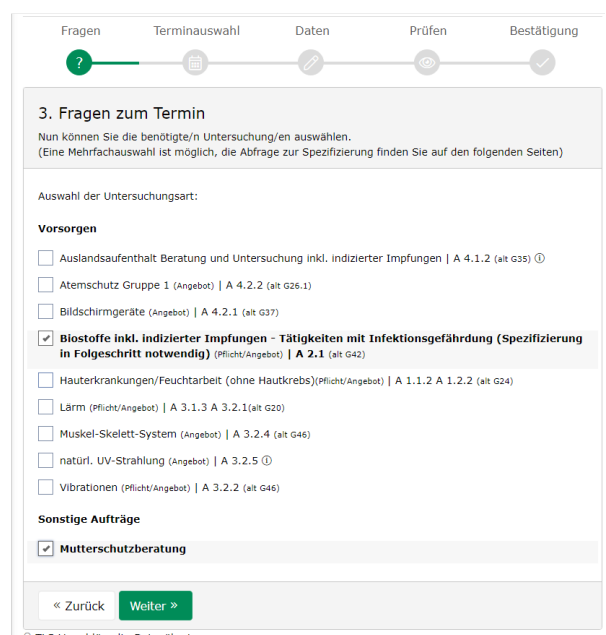 Fragen Terminauswahl Daten Prüfen Bestätigung
?
3. Fragen zum Termin
Nun können Sie die benötigte/n Untersuchung/en auswählen.
(Eine Mehrfachauswahl ist möglich, die Abfrage zur Spezifizierung finden Sie auf den folgenden Seiten)
Auswahl der Untersuchungsart:
Vorsorgen
Auslandsaufenthalt Beratung und Untersuchung inkl. indizierter Impfungen | A 4.1.2 (alt G35) ⓘ
Atemschutz Gruppe 1 (Angebot) | A 4.2.2 (alt G26.1)
Bildschirmgeräte (Angebot) | A 4.2.1 (alt G37)
Biostoffe inkl. indizierter Impfungen - Tätigkeiten mit Infektionsgefährdung (Spezifizierung
in Folgeschritt notwendig) (Pflicht/Angebot) | A 2.1 (alt G42)
Hauterkrankungen/Feuchtarbeit (ohne Hautkrebs)(Pflicht/Angebot) | A 1.1.2 A 1.2.2 (alt G24)
Lärm (Pflicht/Angebot) | A 3.1.3 A 3.2.1(alt G20)
Muskel-Skelett-System (Angebot) | A 3.2.4 (alt G46)
natürl. UV-Strahlung (Angebot) | A 3.2.5 ⓘ
Vibrationen (Pflicht/Angebot) | A 3.2.2 (alt G46)
Sonstige Aufträge
Mutterschutzberatung
« Zurück Weiter »